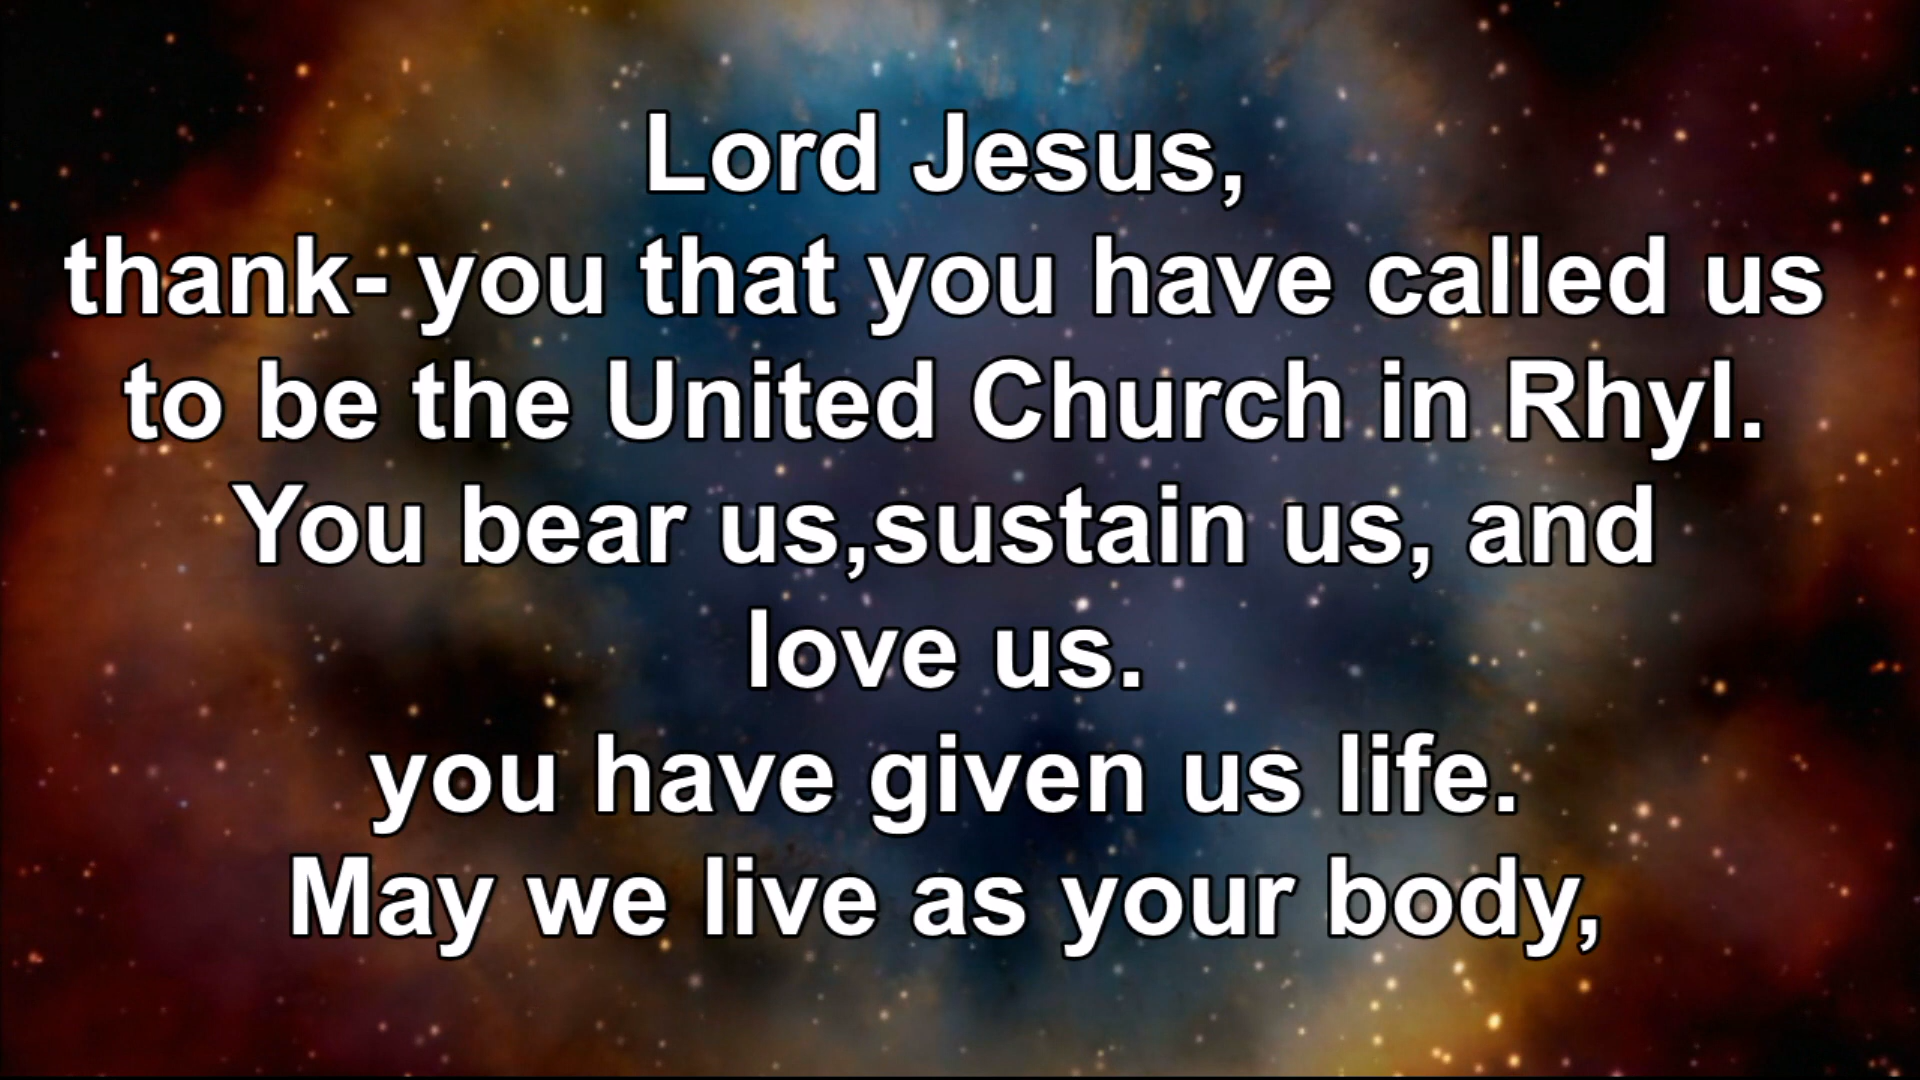 Lord Jesus,
thank- you that you have called us
to be the United Church in Rhyl.
You bear us,sustain us, and
love us.
you have given us life.
May we live as your body,